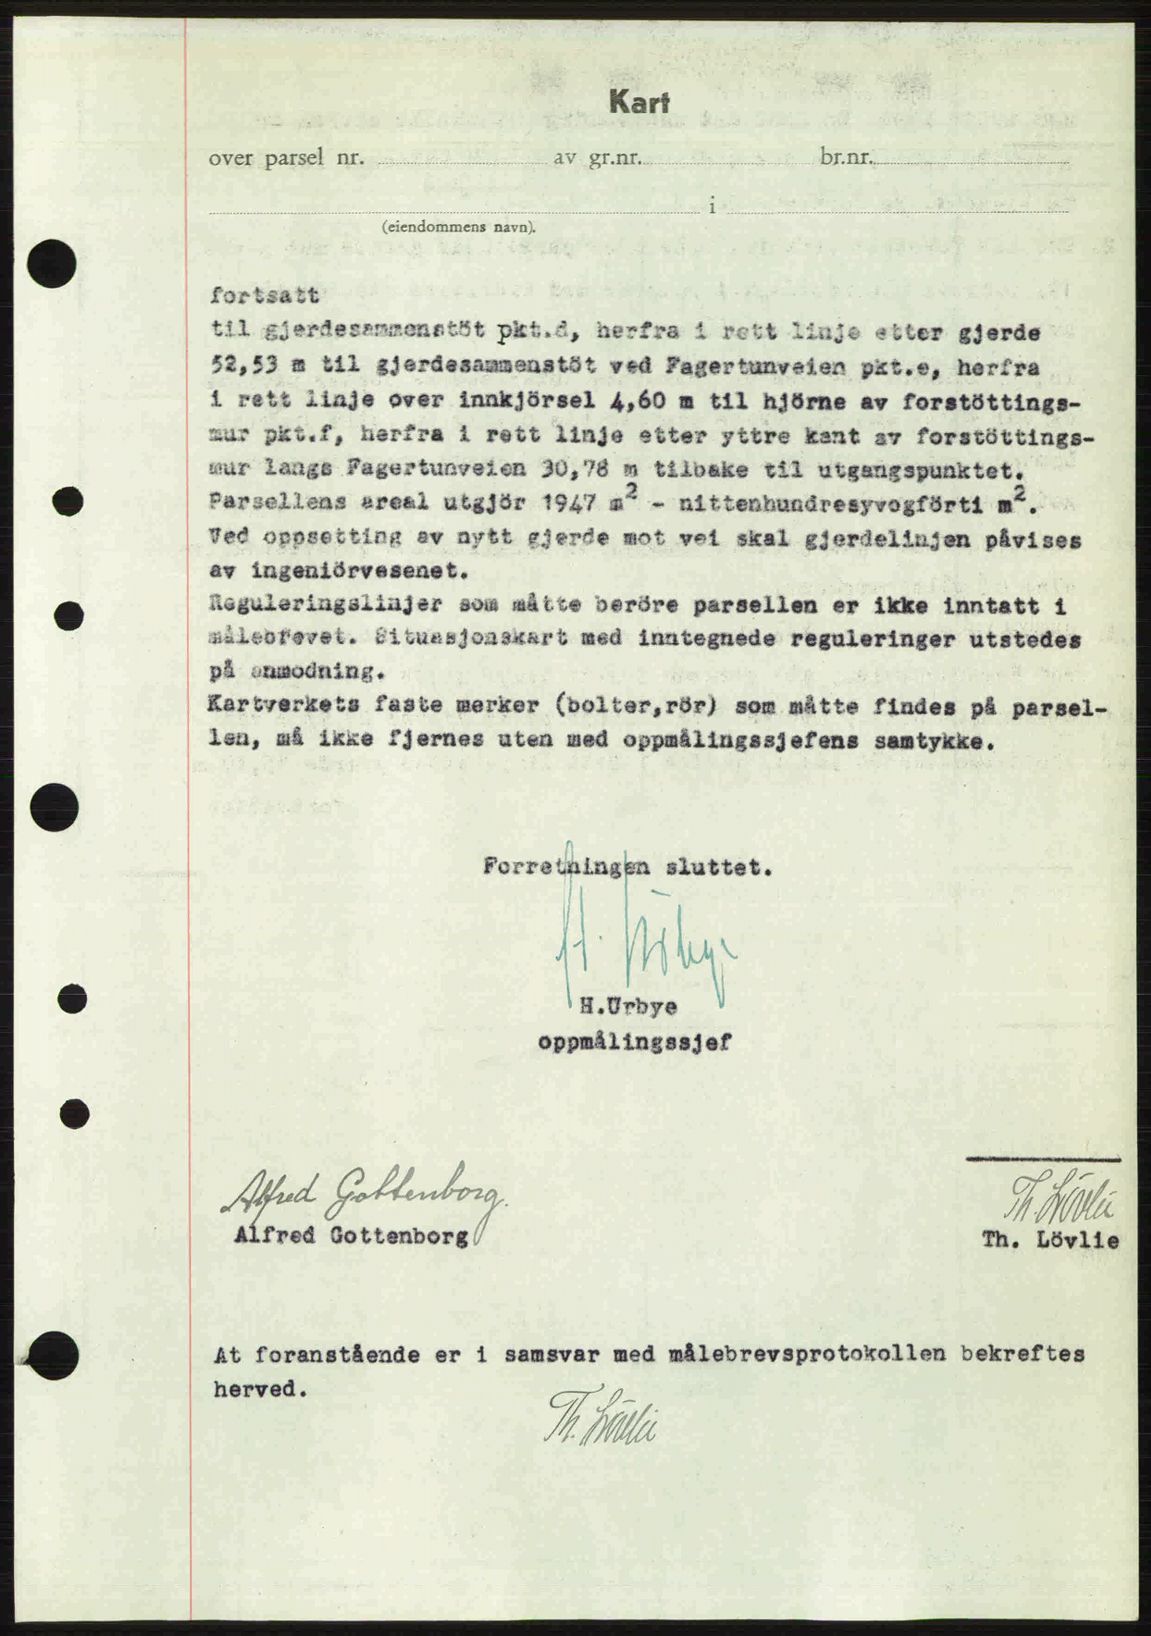 Kart
over parsel nr. av gr.nr. br.nr.
i
(eiendommens navn).
fortsatt
til gjerdesammenstöt pkt.d, herfra i rett linje etter gjerde
52,53 m til gjerdesammenstöt ved Fagertunveien pkt.e, herfra
i rett linje over innkjörsel 4,60 m til hjörne av forstöttings-
mur pkt.f, herfra i rett linje etter yttre kant av forstöttings-
mur langs Fagertunveien 30,78 m tilbake til utgangspunktet.
Parsellens areal utgjör 1947 m² - nittenhundresyvogförti m².
Ved oppsetting av nytt gjerde mot vei skal gjerdelinjen påvises
av ingeniörvesenet.
Reguleringslinjer som måtte beröre parsellen er ikke inntatt i
målebrevet. Situasjonskart med inntegnede reguleringer utstedes
på anmodning.
Kartverkets faste merker (bolter,rör) som måtte findes på parsel-
len, må ikke fjernes uten med oppmålingssjefens samtykke.
Forretningen sluttet.
H. Urbye
H.Urbye
oppmålingssjef
Alfred Gottenborg. Th. Lövlie
Alfred Gottenborg Th. Lövlie
At foranstående er i samsvar med målebrevsprotokollen bekreftes
herved.
Th. Lövlie